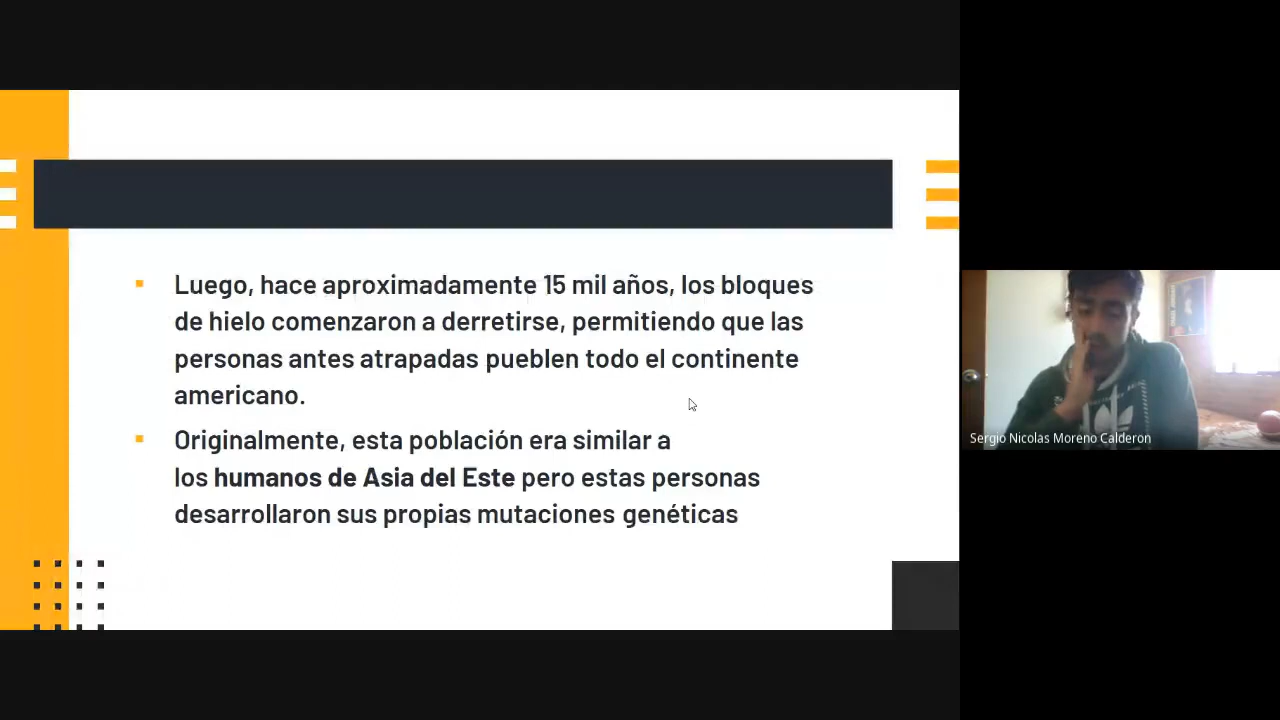 Luego, hace aproximadamente 15 mil años, los bloques
de hielo comenzaron a derretirse, permitiendo que las
personas antes atrapadas pueblen todo el continente
americano.
Originalmente, esta población era similar a
los humanos de Asia del Este pero estas personas
desarrollaron sus propias mutaciones genéticas
Sergio Nicolas Moreno Calderon